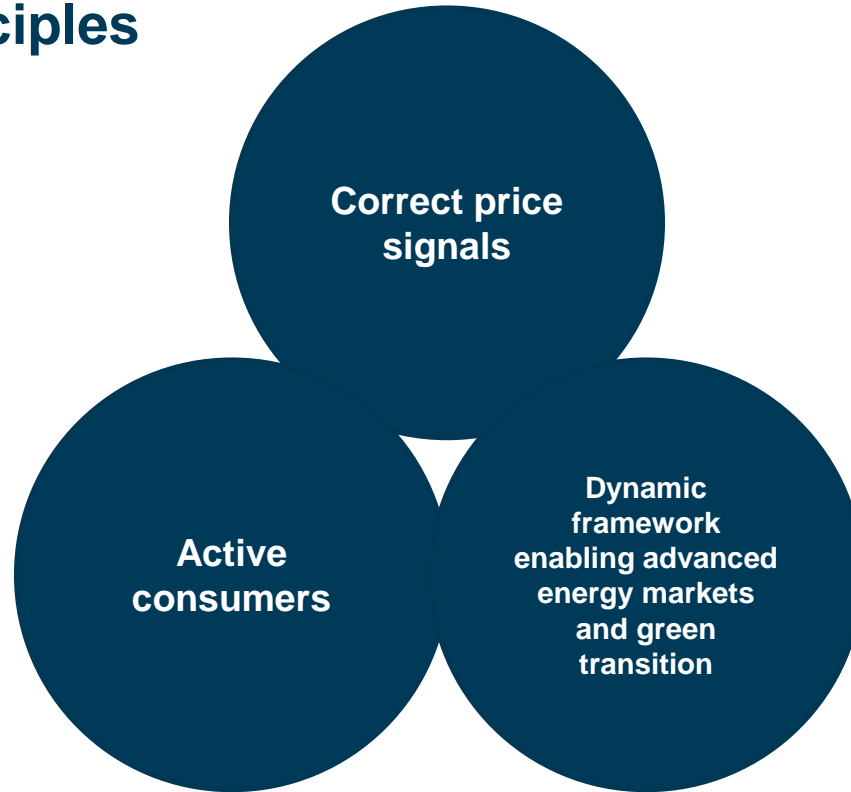 ciples
Correct price
signals
Active
consumers
Dynamic
framework
enabling advanced
energy markets
and green
transition